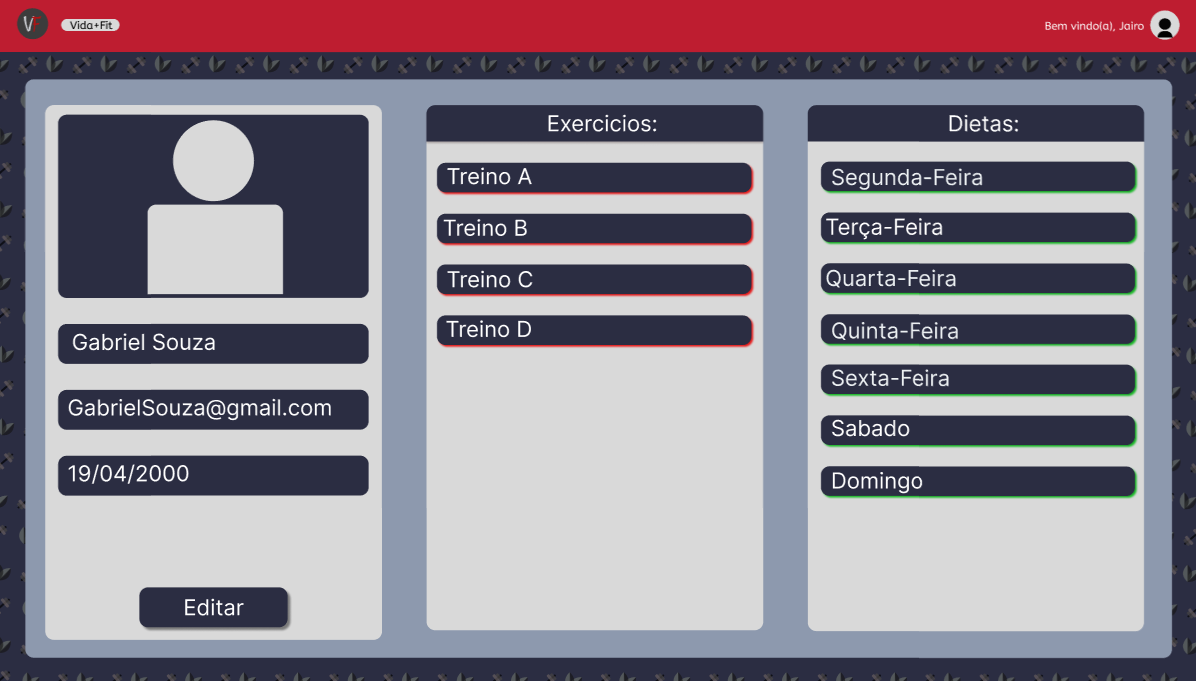 VF
Vida+Fit
Bem vindo(a), Jairo
Gabriel Souza
GabrielSouza@gmail.com
19/04/2000
Editar
Exercicios:
Treino A
Treino B
Treino C
Treino D
Dietas:
Segunda-Feira
Terça-Feira
Quarta-Feira
Quinta-Feira
Sexta-Feira
Sabado
Domingo